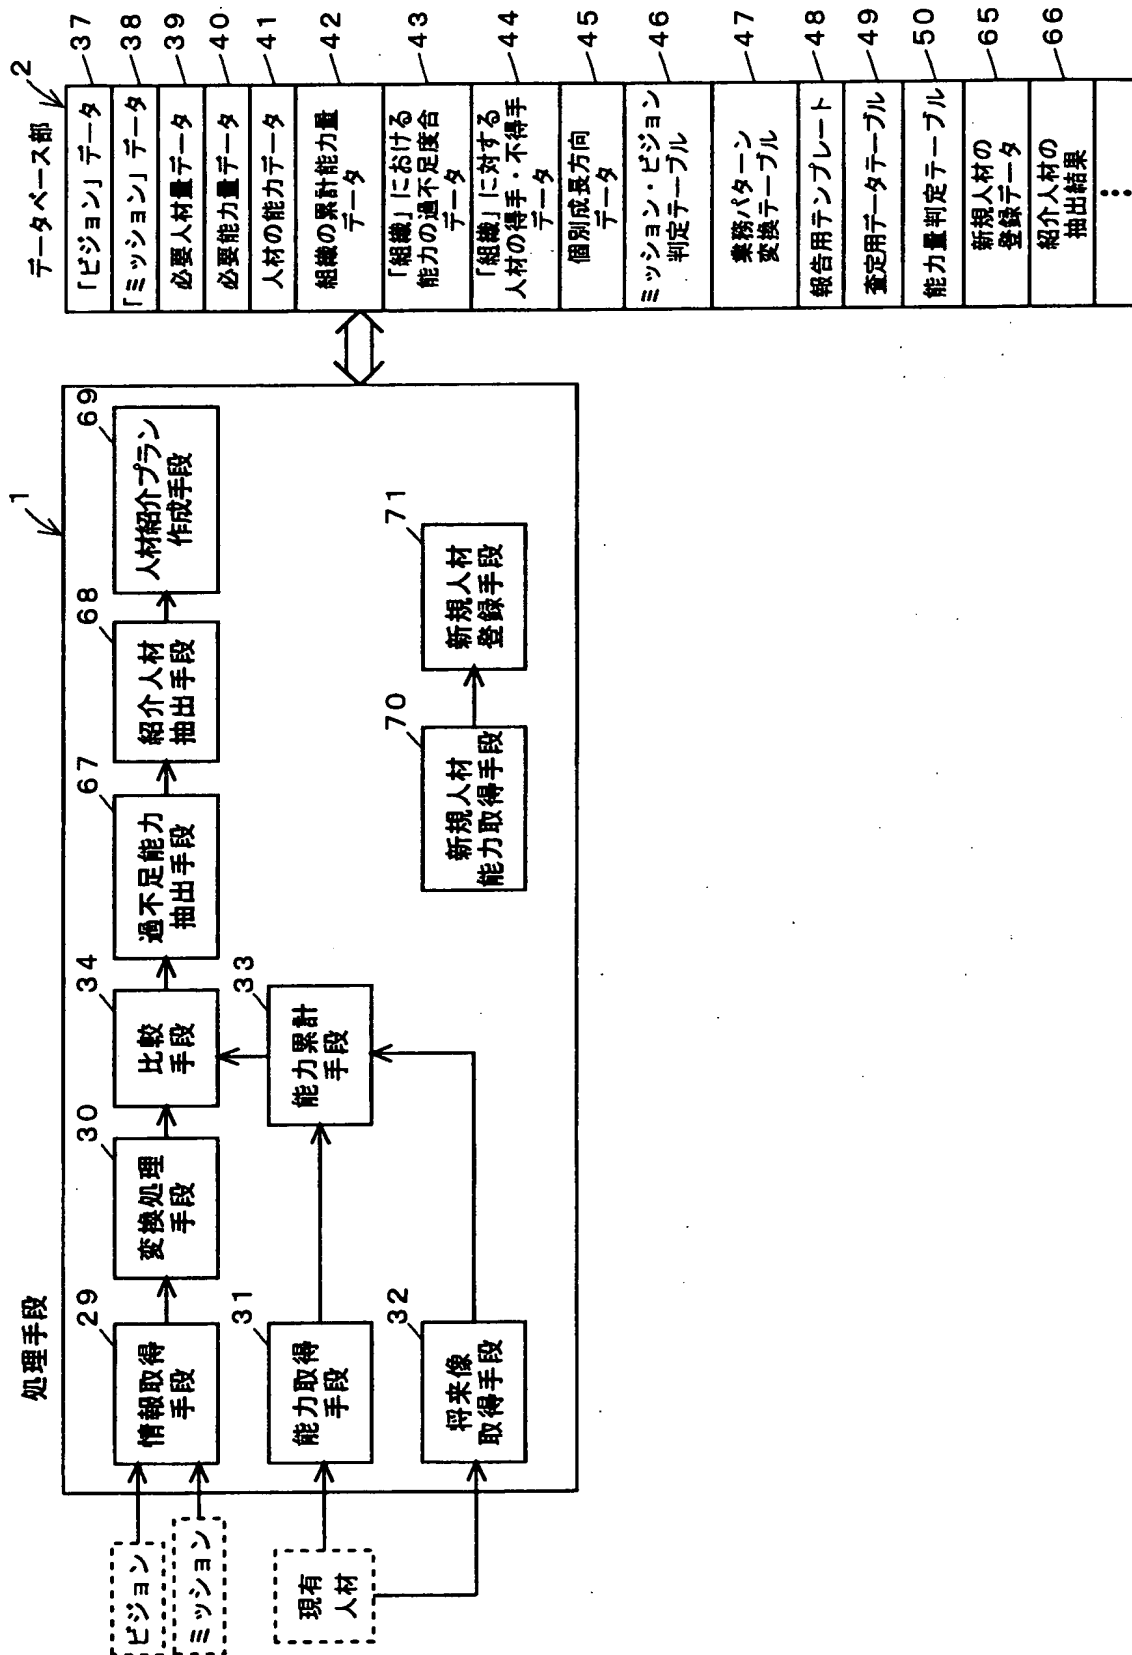 処理手段
1
ビジョン
ミッション
現有
人材
29
情報取得
手段
30
変換処理
手段
34
比較
手段
67
過不足能力
抽出手段
68
紹介人材
抽出手段
69
人材紹介プラン
作成手段
31
能力取得
手段
33
能力累計
手段
32
将来像
取得手段
70
新規人材
能力取得手段
71
新規人材
登録手段
データベース部
2
「ビジョン」データ
37
「ミッション」データ
38
必要人材量データ
39
必要能力量データ
40
人材の能力データ
41
組織の累計能力量
データ
42
「組織」における
能力の過不足度合
データ
43
「組織」に対する
人材の得手・不得手
データ
44
個別成長方向
データ
45
ミッション・ビジョン
判定テーブル
46
業務パターン
変換テーブル
47
報告用テンプレート
48
査定用データテーブル
49
能力量判定テーブル
50
新規人材の
登録データ
65
紹介人材の
抽出結果
66